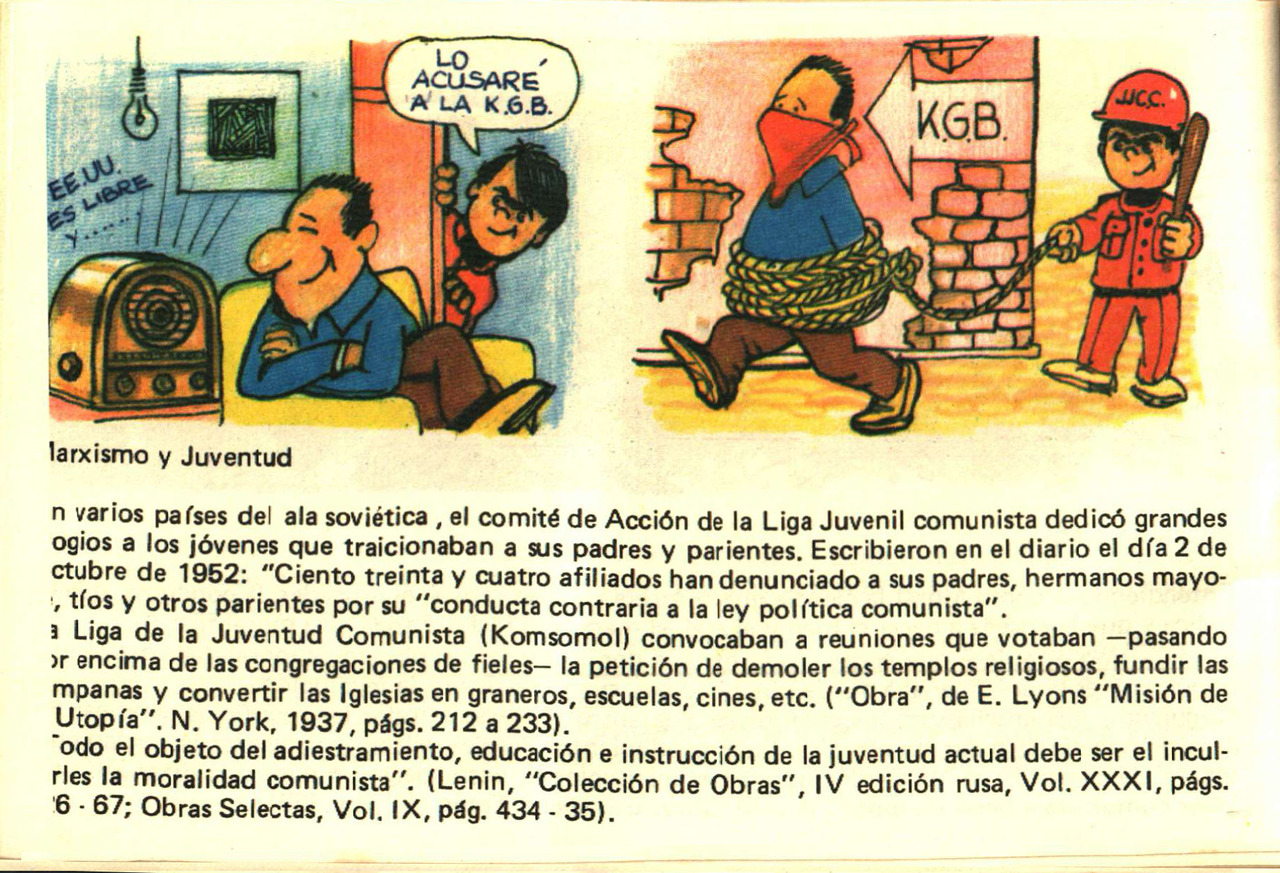 LO
ACUSARÉ
A LA K.G.B.
EE.UU.
ES LIBRE
Y.....
K.G.B.
JJ.C.C.
larxismo y Juventud
n varios países del ala soviética , el comité de Acción de la Liga Juvenil comunista dedicó grandes
ogios a los jóvenes que traicionaban a sus padres y parientes. Escribieron en el diario el día 2 de
ctubre de 1952: "Ciento treinta y cuatro afiliados han denunciado a sus padres, hermanos mayo-
, tíos y otros parientes por su "conducta contraria a la ley política comunista".
a Liga de la Juventud Comunista (Komsomol) convocaban a reuniones que votaban —pasando
or encima de las congregaciones de fieles— la petición de demoler los templos religiosos, fundir las
mpanas y convertir las Iglesias en graneros, escuelas, cines, etc. ("Obra", de E. Lyons "Misión de
Utopía". N. York, 1937, págs. 212 a 233).
odo el objeto del adiestramiento, educación e instrucción de la juventud actual debe ser el incul-
rles la moralidad comunista". (Lenin, "Colección de Obras", IV edición rusa, Vol. XXXI, págs.
6 - 67; Obras Selectas, Vol. IX, pág. 434 - 35).